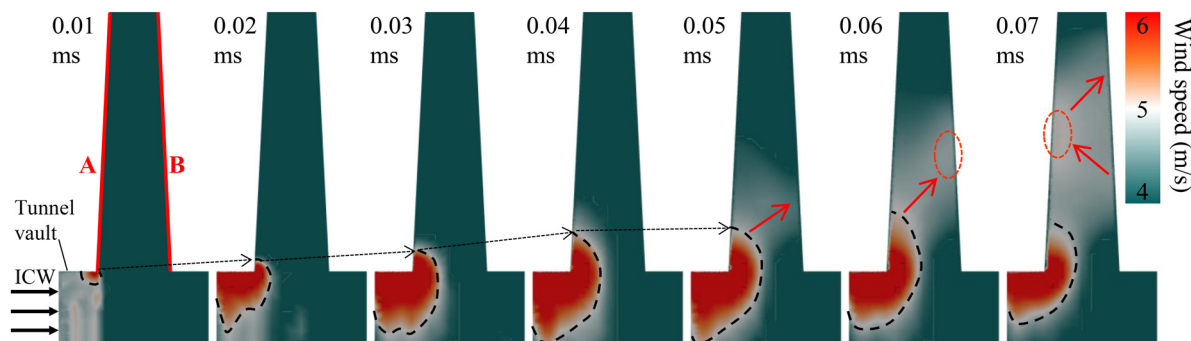 0.01
ms
0.02
ms
0.03
ms
0.04
ms
0.05
ms
0.06
ms
0.07
ms
A
B
Tunnel
vault
ICW
6
5
4
Wind speed (m/s)